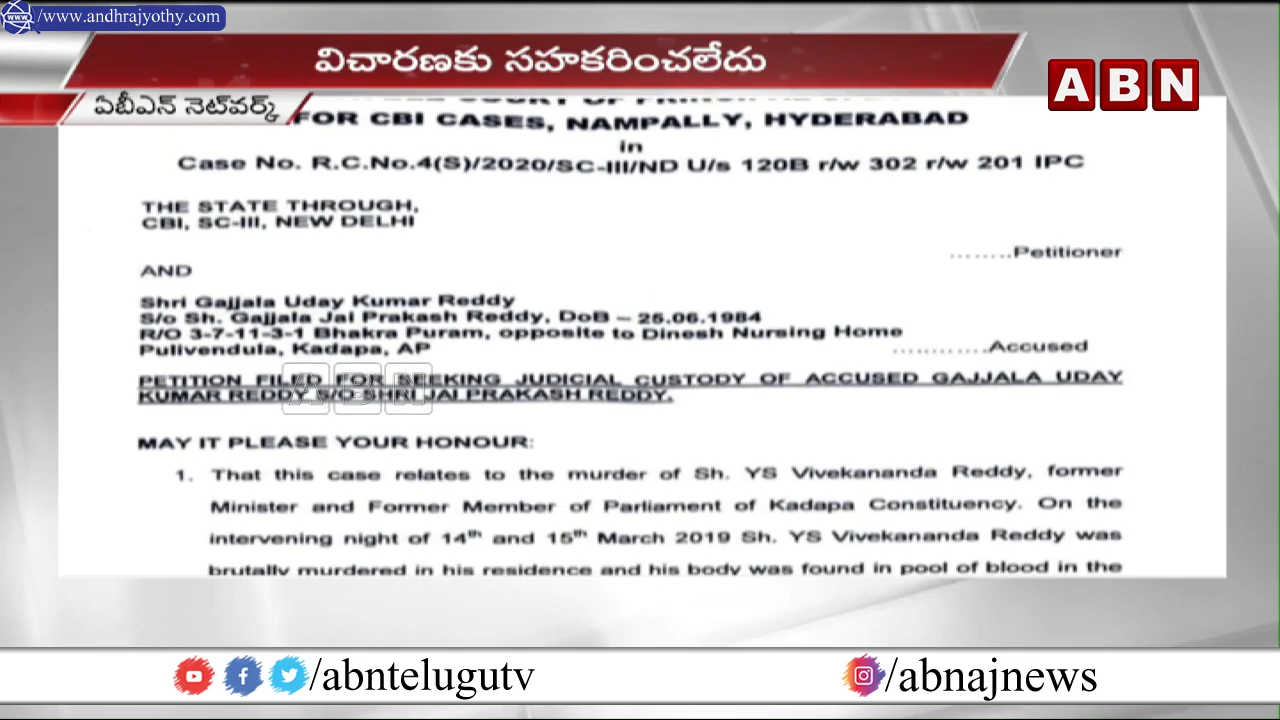 www.andhrajyothy.com
విచారణకు సహకరించలేదు
ABN
ఏబీఎన్ నెట్‌వర్క్
FOR CBI CASES, NAMPALLY, HYDERABAD
in
Case No. R.C.No.4(S)/2020/SC-III/ND U/s 120B r/w 302 r/w 201 IPC
THE STATE THROUGH,
CBI, SC-III, NEW DELHI
........Petitioner
AND
Shri Gajjala Uday Kumar Reddy
S/o Sh. Gajjala Jai Prakash Reddy, DoB – 25.06.1984
R/O 3-7-11-3-1 Bhakra Puram, opposite to Dinesh Nursing Home
Pulivendula, Kadapa, AP
............Accused
PETITION FILED FOR SEEKING JUDICIAL CUSTODY OF ACCUSED GAJJALA UDAY
KUMAR REDDY S/O SHRI JAI PRAKASH REDDY.
ABN
MAY IT PLEASE YOUR HONOUR:
1. That this case relates to the murder of Sh. YS Vivekananda Reddy, former
Minister and Former Member of Parliament of Kadapa Constituency. On the
intervening night of 14th and 15th March 2019 Sh. YS Vivekananda Reddy was
brutally murdered in his residence and his body was found in pool of blood in the
/abntelugutv
/abnajnews